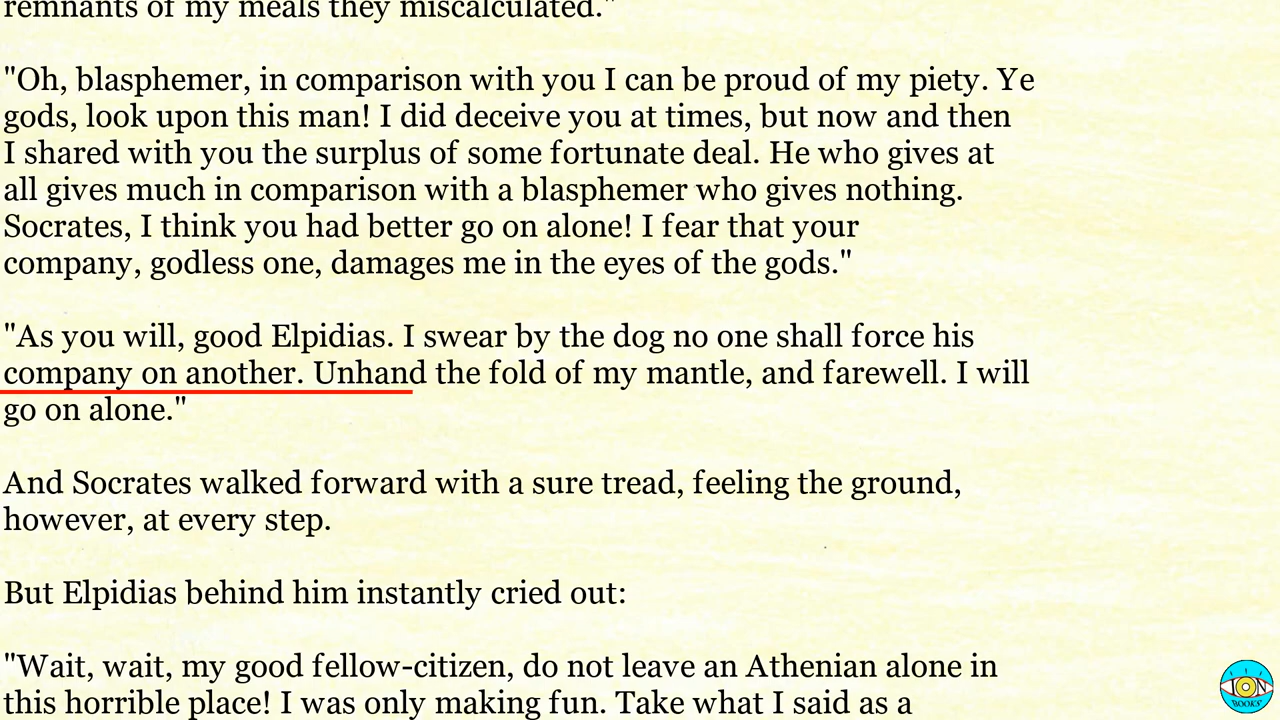 remnants of my meals they miscalculated."
"Oh, blasphemer, in comparison with you I can be proud of my piety. Ye
gods, look upon this man! I did deceive you at times, but now and then
I shared with you the surplus of some fortunate deal. He who gives at
all gives much in comparison with a blasphemer who gives nothing.
Socrates, I think you had better go on alone! I fear that your
company, godless one, damages me in the eyes of the gods."
"As you will, good Elpidias. I swear by the dog no one shall force his
company on another. Unhand the fold of my mantle, and farewell. I will
go on alone."
And Socrates walked forward with a sure tread, feeling the ground,
however, at every step.
But Elpidias behind him instantly cried out:
"Wait, wait, my good fellow-citizen, do not leave an Athenian alone in
this horrible place! I was only making fun. Take what I said as a
ION
BOOKS